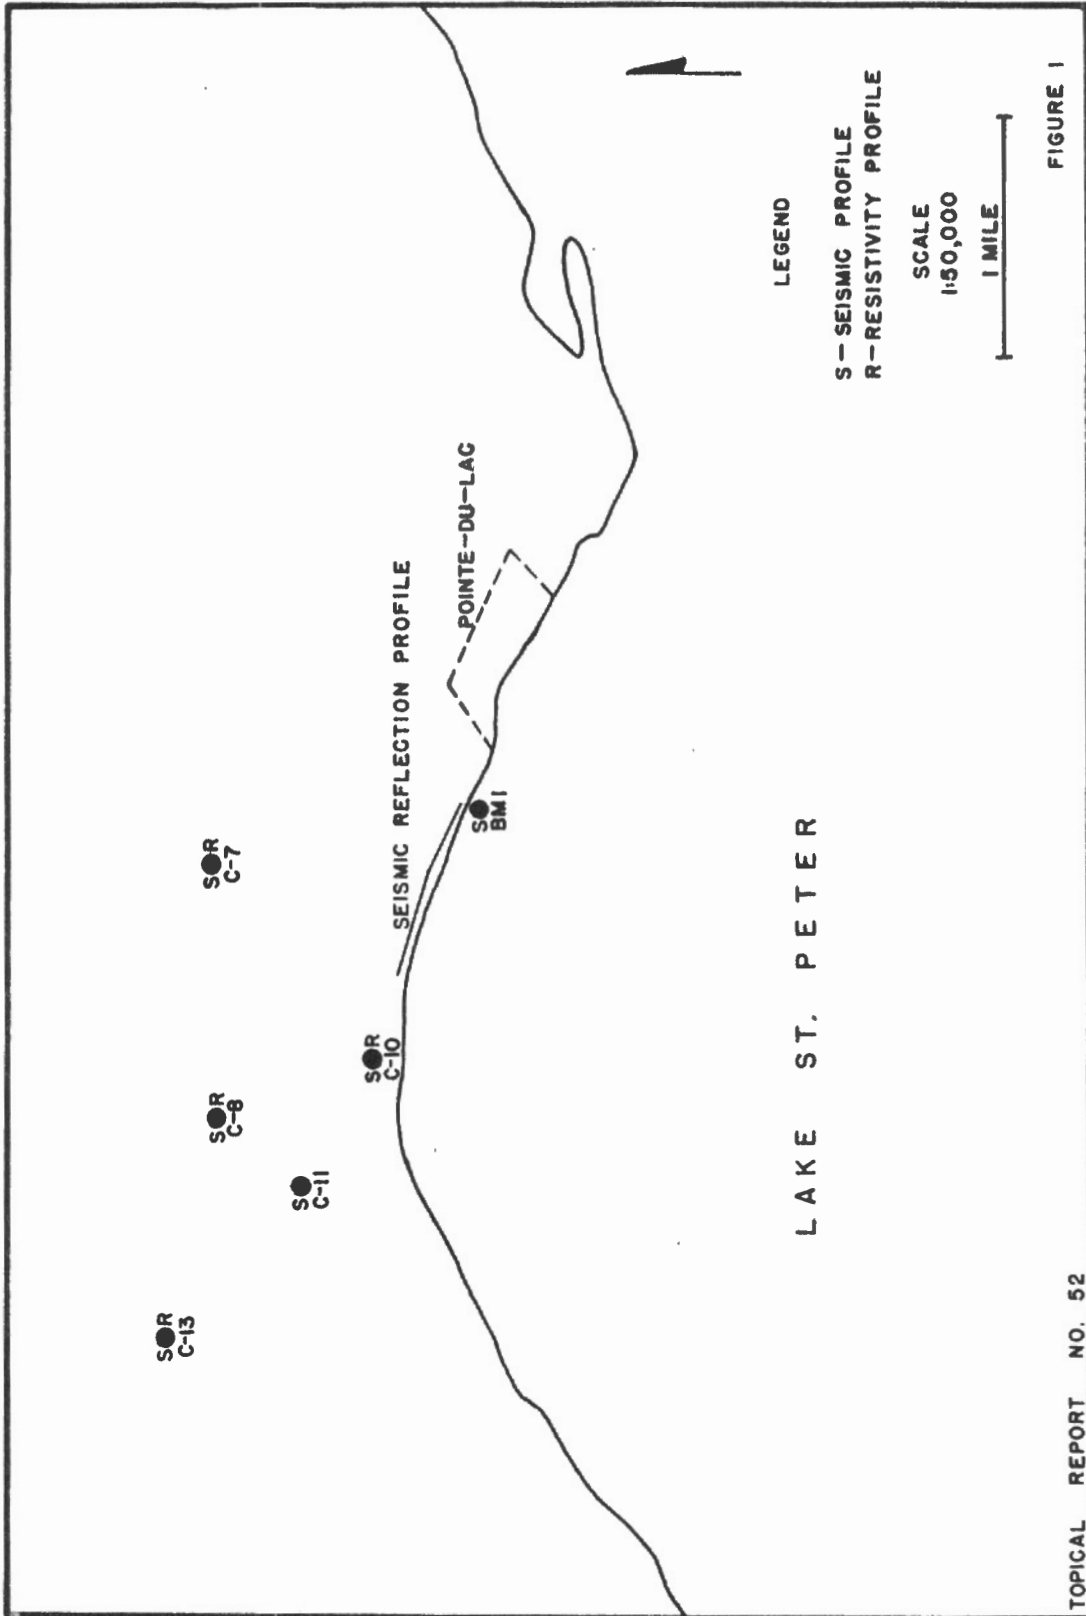 S R
C-13
S R
C-8
S R
C-7
S
C-11
S R
C-10
SEISMIC REFLECTION PROFILE
POINTE-DU-LAC
S
BM1
LAKE ST. PETER
LEGEND
S-SEISMIC PROFILE
R-RESISTIVITY PROFILE
SCALE
1:50,000
1 MILE
TOPICAL REPORT NO. 52
FIGURE 1